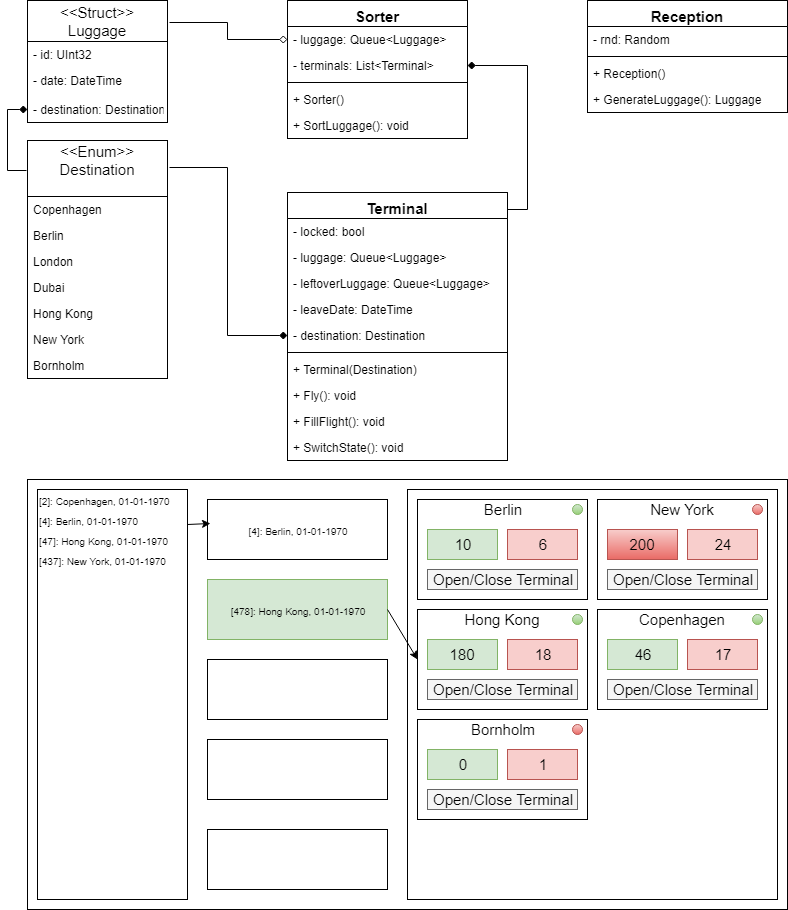 <<Struct>>
Luggage
- id: UInt32
- date: DateTime
- destination: Destination
<<Enum>>
Destination
Copenhagen
Berlin
London
Dubai
Hong Kong
New York
Bornholm
Sorter
- luggage: Queue<Luggage>
- terminals: List<Terminal>
+ Sorter()
+ SortLuggage(): void
Reception
- rnd: Random
+ Reception()
+ GenerateLuggage(): Luggage
Terminal
- locked: bool
- luggage: Queue<Luggage>
- leftoverLuggage: Queue<Luggage>
- leaveDate: DateTime
- destination: Destination
+ Terminal(Destination)
+ Fly(): void
+ FillFlight(): void
+ SwitchState(): void
[2]: Copenhagen, 01-01-1970
[4]: Berlin, 01-01-1970
[47]: Hong Kong, 01-01-1970
[437]: New York, 01-01-1970
[4]: Berlin, 01-01-1970
[478]: Hong Kong, 01-01-1970
Berlin
10
6
Open/Close Terminal
New York
200
24
Open/Close Terminal
Hong Kong
180
18
Open/Close Terminal
Copenhagen
46
17
Open/Close Terminal
Bornholm
0
1
Open/Close Terminal